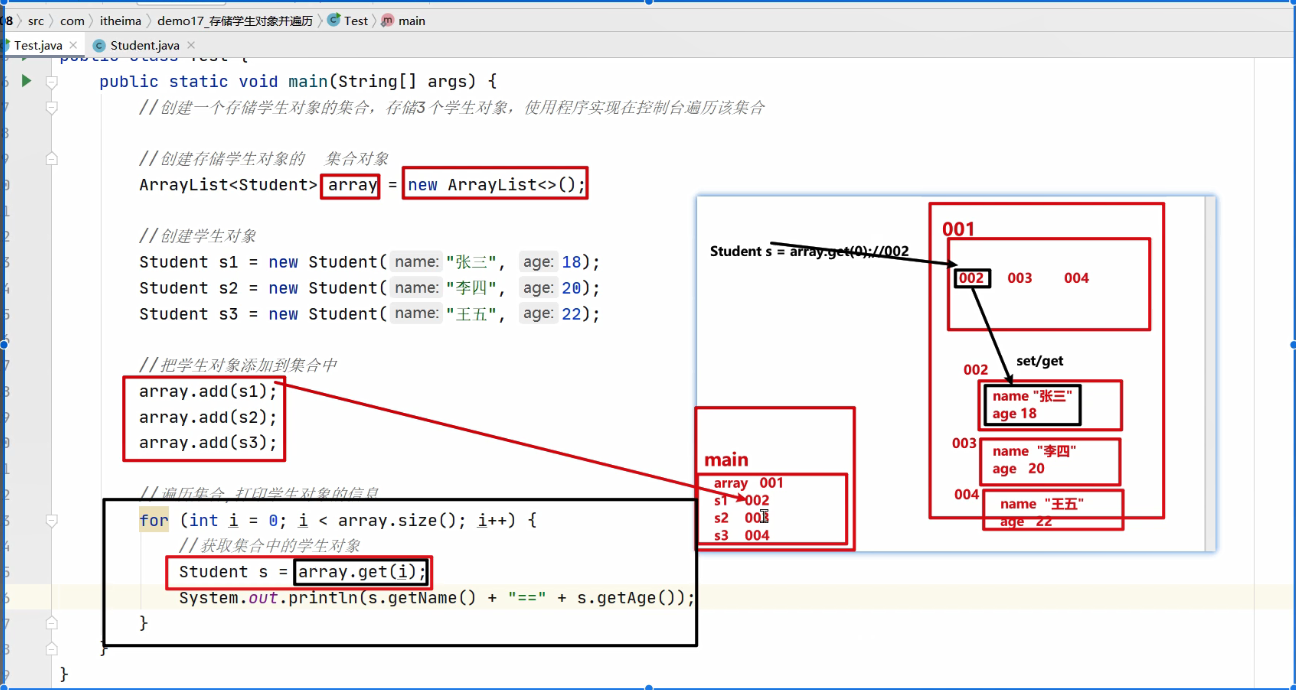 08 〉 src 〉 com 〉 itheima 〉 demo17_存储学生对象并遍历 〉 Test 〉 main
Test.java × Student.java ×
public class Test {
public static void main(String[] args) {
//创建一个存储学生对象的集合，存储3个学生对象，使用程序实现在控制台遍历该集合
//创建存储学生对象的 集合对象
ArrayList<Student> array = new ArrayList<>();
//创建学生对象
Student s1 = new Student( name: "张三", age: 18);
Student s2 = new Student( name: "李四", age: 20);
Student s3 = new Student( name: "王五", age: 22);
//把学生对象添加到集合中
array.add(s1);
array.add(s2);
array.add(s3);
//遍历集合,打印学生对象的信息
for (int i = 0; i < array.size(); i++) {
//获取集合中的学生对象
Student s = array.get(i);
System.out.println(s.getName() + "==" + s.getAge());
}
}
}
Student s = array.get(0);//002
001
002 003 004
set/get
002
name "张三"
age 18
003
name "李四"
age 20
004
name "王五"
age 22
main
array 001
s1 002
s2 003
s3 004